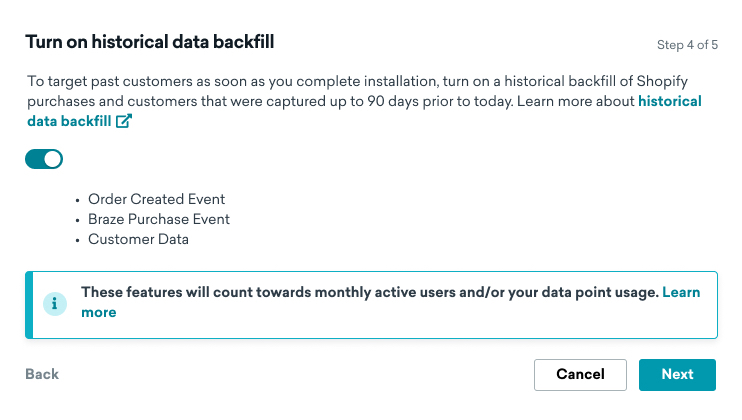 Turn on historical data backfill
Step 4 of 5
To target past customers as soon as you complete installation, turn on a historical backfill of Shopify
purchases and customers that were captured up to 90 days prior to today. Learn more about historical
data backfill
• Order Created Event
• Braze Purchase Event
• Customer Data
These features will count towards monthly active users and/or your data point usage. Learn
more
Back
Cancel
Next